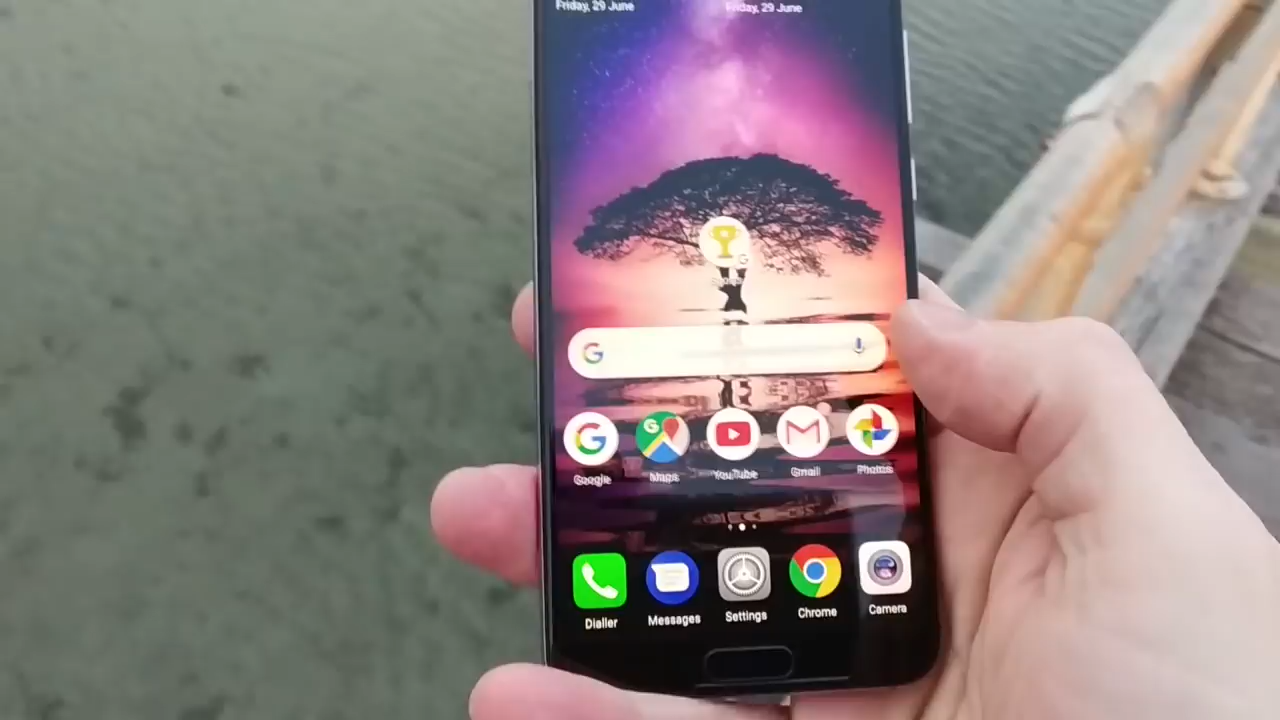 Friday, 29 June Friday, 29 June
Google Maps YouTube Gmail Photos
Dialler Messages Settings Chrome Camera